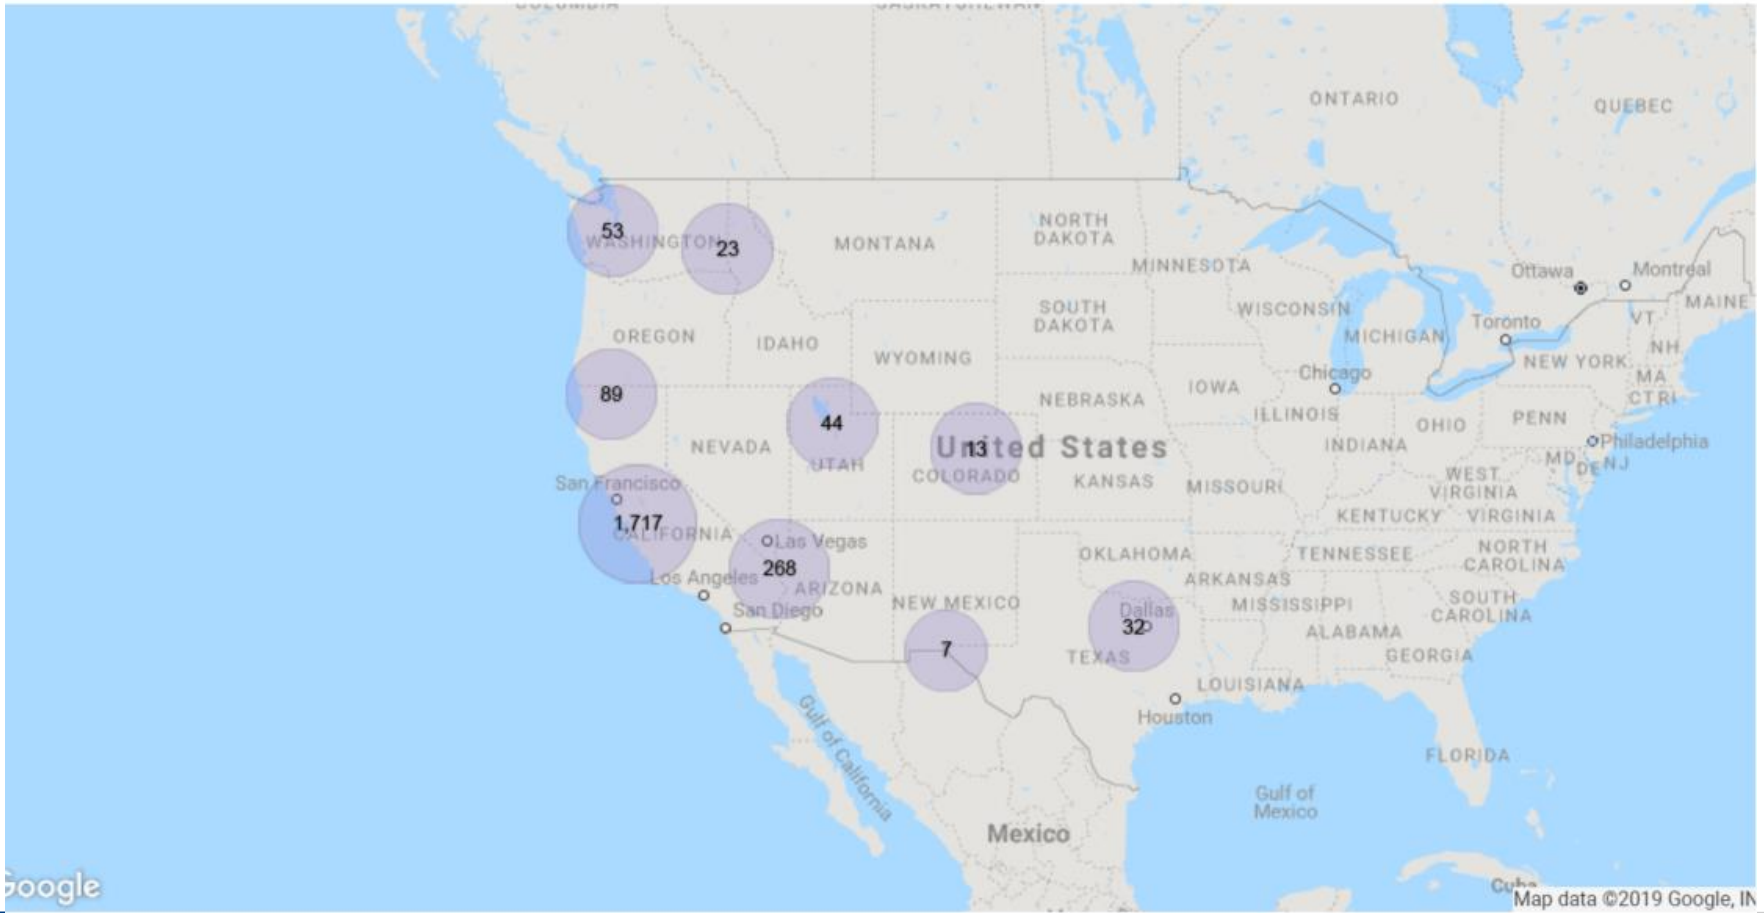 COLUMBIA
SASKATCHEWAN
ONTARIO
QUEBEC
53
WASHINGTON
23
MONTANA
NORTH
DAKOTA
MINNESOTA
Ottawa
Montreal
SOUTH
DAKOTA
WISCONSIN
MAINE
OREGON
IDAHO
WYOMING
MICHIGAN
Toronto
VT
NH
NEW YORK
Chicago
MA
CT RI
89
44
NEBRASKA
IOWA
ILLINOIS
OHIO
PENN
NEVADA
UTAH
13
United States
COLORADO
INDIANA
Philadelphia
MD
DE
NJ
San Francisco
KANSAS
MISSOURI
WEST
VIRGINIA
1,717
CALIFORNIA
KENTUCKY
VIRGINIA
Las Vegas
268
ARIZONA
OKLAHOMA
TENNESSEE
NORTH
CAROLINA
Los Angeles
San Diego
NEW MEXICO
ARKANSAS
MISSISSIPPI
SOUTH
CAROLINA
Dallas
32
ALABAMA
7
TEXAS
GEORGIA
LOUISIANA
Houston
Gulf of California
FLORIDA
Gulf of
Mexico
Mexico
Cuba
Google
Map data ©2019 Google, IN